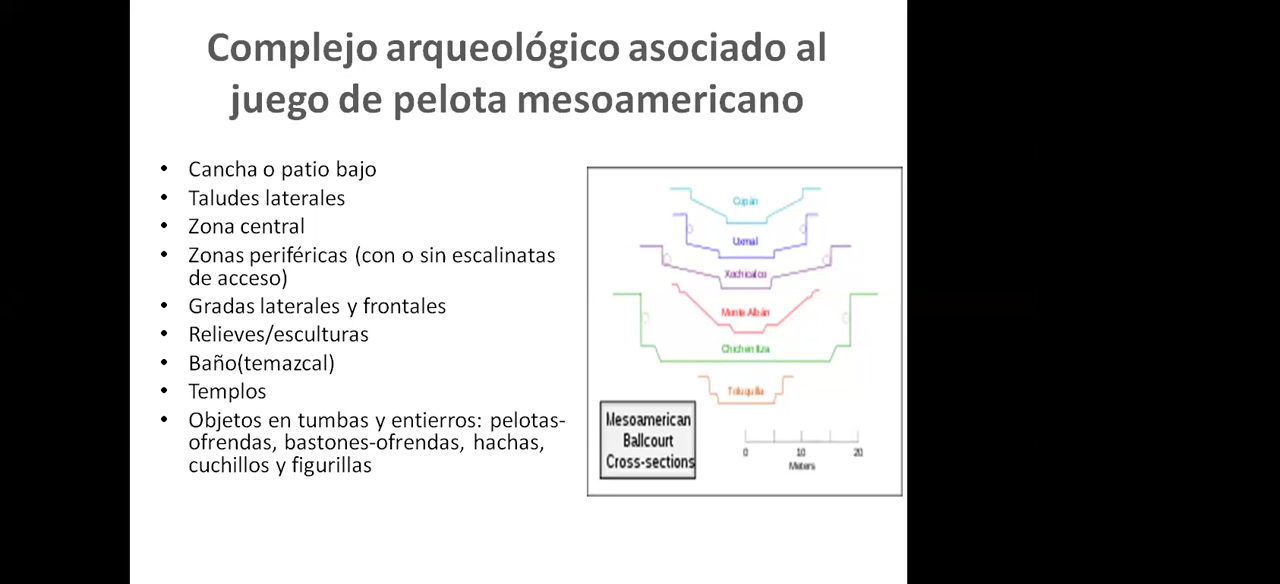 Complejo arqueológico asociado al
juego de pelota mesoamericano
• Cancha o patio bajo
• Taludes laterales
• Zona central
• Zonas periféricas (con o sin escalinatas
de acceso)
• Gradas laterales y frontales
• Relieves/esculturas
• Baño(temazcal)
• Templos
• Objetos en tumbas y entierros: pelotas-
ofrendas, bastones-ofrendas, hachas,
cuchillos y figurillas
Copán
Uxmal
Xochicalco
Monte Albán
Chichen Itza
Toluquilla
Mesoamerican
Ballcourt
Cross-sections
0 10 20
Meters